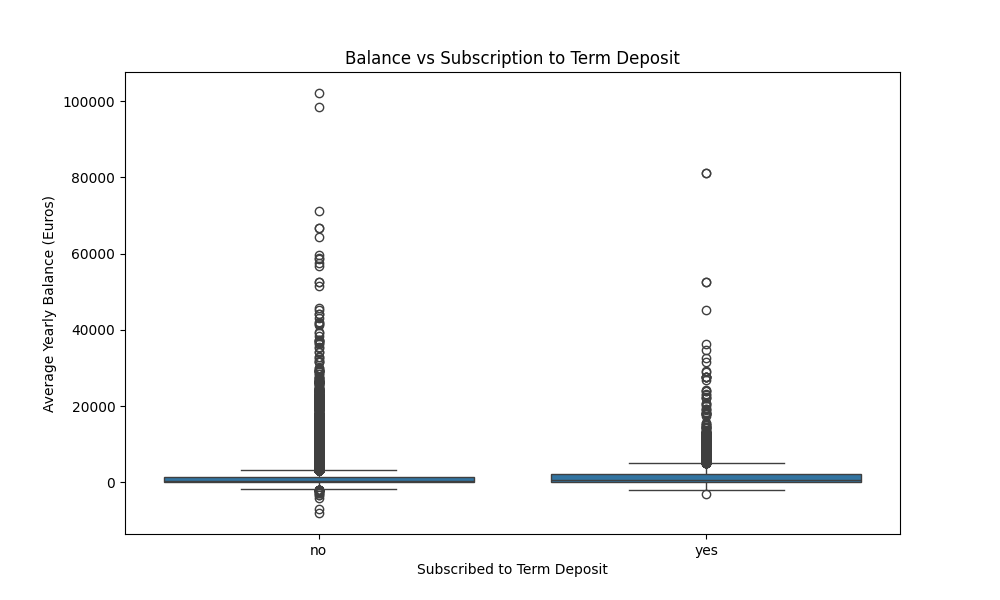 Balance vs Subscription to Term Deposit
Average Yearly Balance (Euros)
100000
80000
60000
40000
20000
0
no
yes
Subscribed to Term Deposit